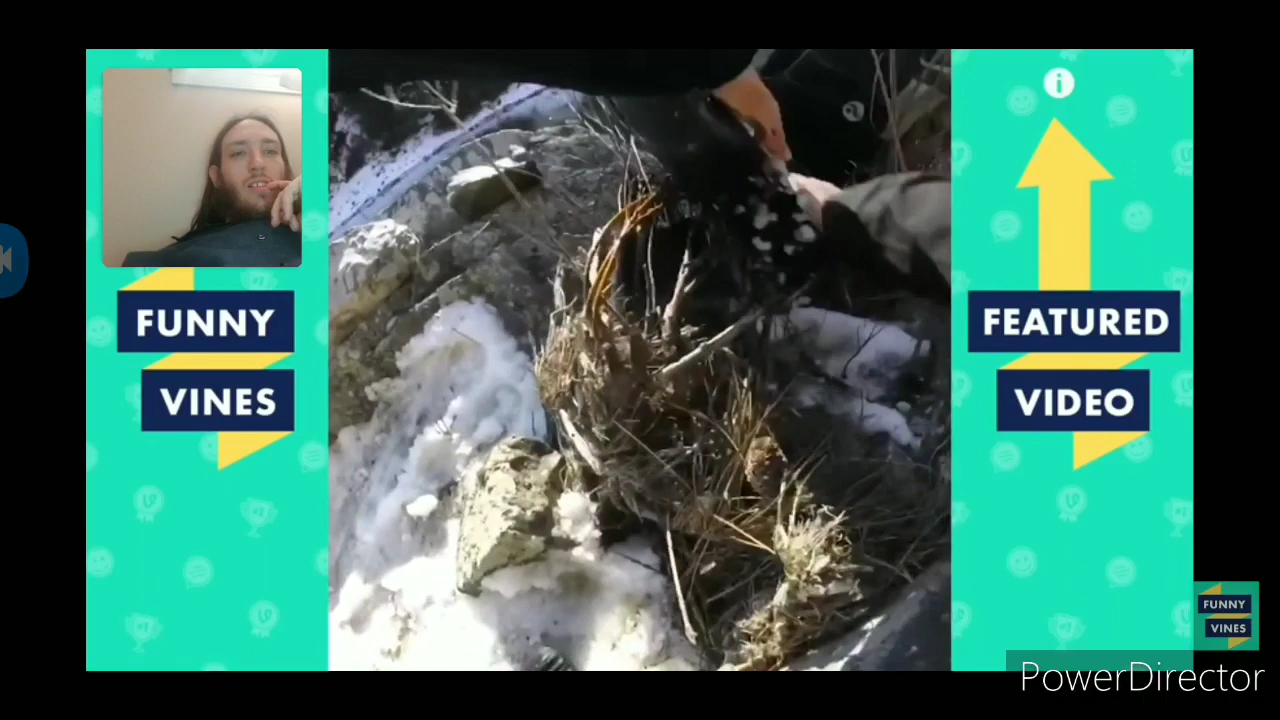 FUNNY
VINES
i
FEATURED
VIDEO
FUNNY
VINES
PowerDirector